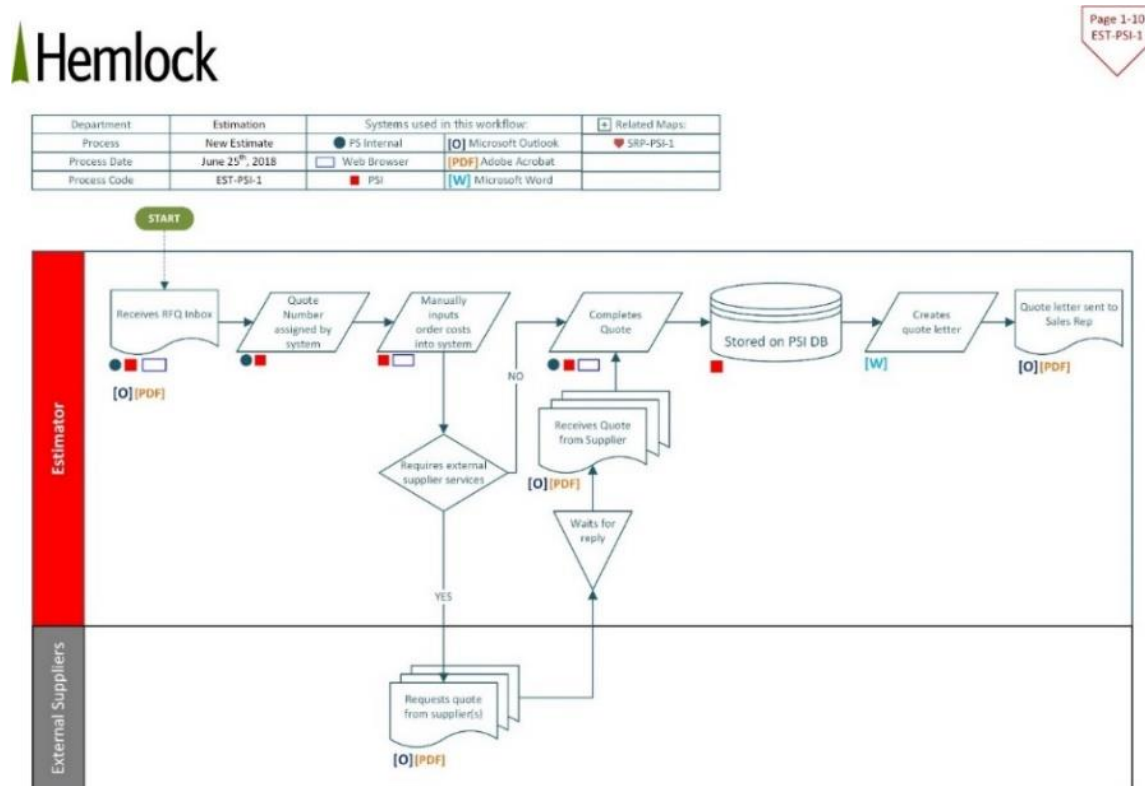 Hemlock
Page 1-10
EST-PSI-1
Department Estimation Systems used in this workflow: + Related Maps:
Process New Estimate PS Internal [O] Microsoft Outlook SRP-PSI-1
Process Date June 25th, 2018 Web Browser [PDF] Adobe Acrobat
Process Code EST-PSI-1 PSI [W] Microsoft Word
START
Estimator
Receives RFQ Inbox
[O] [PDF]
Quote
Number
assigned by
system
Manually
inputs
order costs
into system
NO
Completes
Quote
Stored on PSI DB
Creates
quote letter
[W]
Quote letter sent to
Sales Rep
[O] [PDF]
Requires external
supplier services
Receives Quote
from Supplier
[O] [PDF]
Waits for
reply
YES
External Suppliers
Requests quote
from supplier(s)
[O] [PDF]